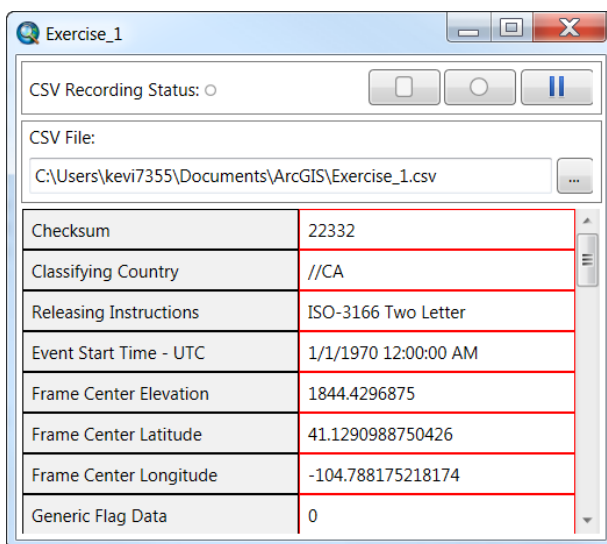 Exercise_1
CSV Recording Status:
CSV File:
C:\Users\kevi7355\Documents\ArcGIS\Exercise_1.csv
...
Checksum 22332
Classifying Country //CA
Releasing Instructions ISO-3166 Two Letter
Event Start Time - UTC 1/1/1970 12:00:00 AM
Frame Center Elevation 1844.4296875
Frame Center Latitude 41.1290988750426
Frame Center Longitude -104.788175218174
Generic Flag Data 0